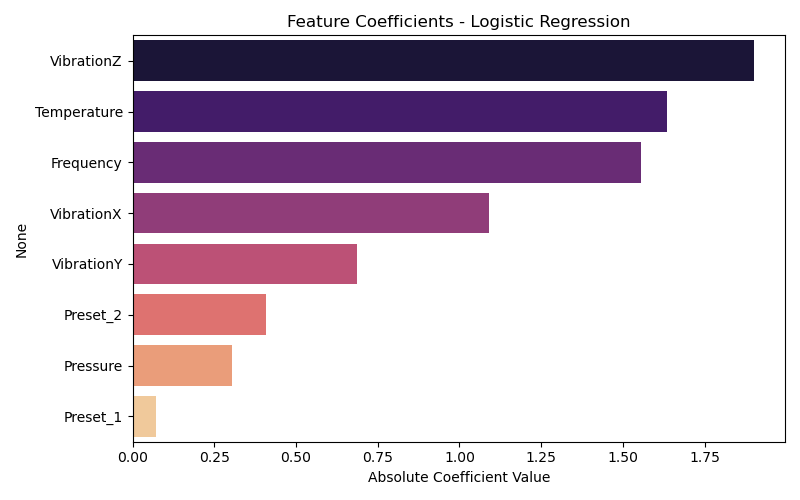 Feature Coefficients - Logistic Regression
None
VibrationZ
Temperature
Frequency
VibrationX
VibrationY
Preset_2
Pressure
Preset_1
0.00 0.25 0.50 0.75 1.00 1.25 1.50 1.75
Absolute Coefficient Value